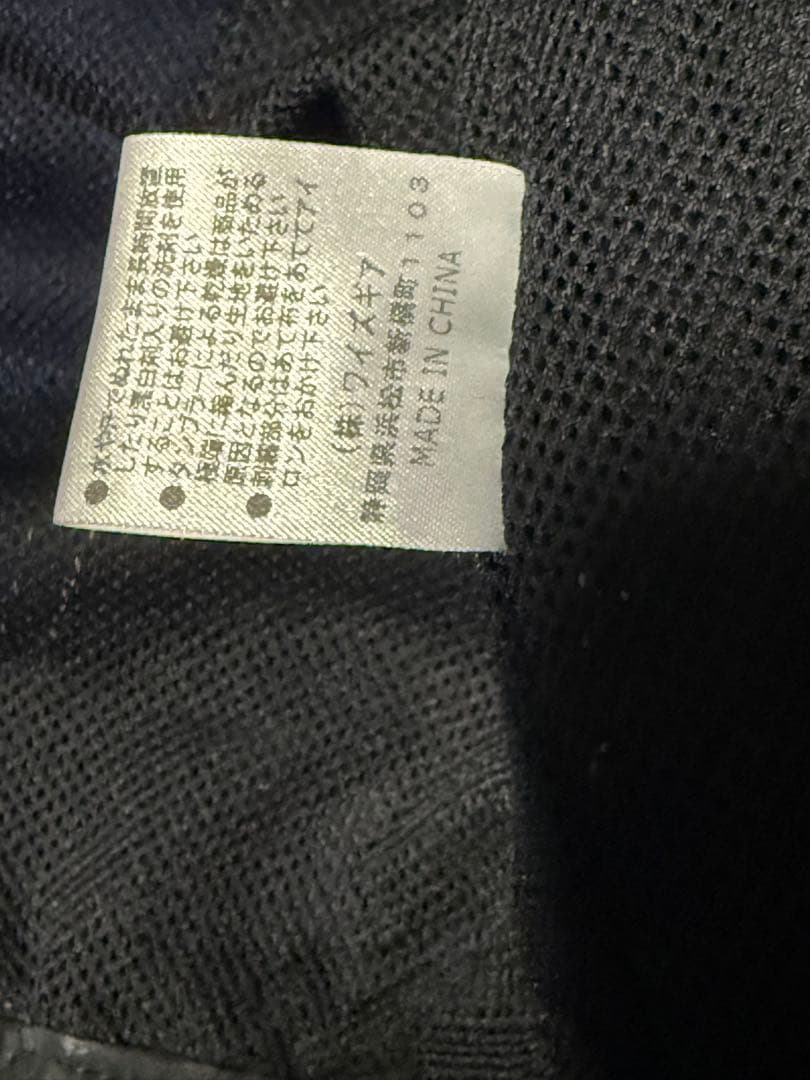 ●水や汗でぬれたまま長時間放置
したり漂白剤入りの洗剤を使用
することはお避け下さい
●タンブラーによる乾燥は商品が
極端に縮んだり生地をいためる
原因となるのでお避け下さい
●刺繍部分はあて布をあててアイ
ロンをおかけ下さい
(株)ワイズギア
静岡県浜松市新橋町1103
MADE IN CHINA